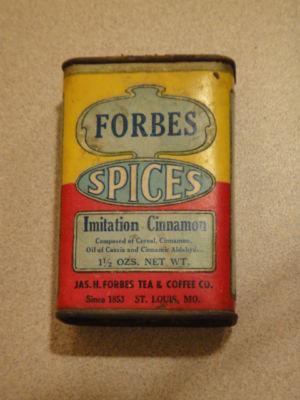 FORBES
SPICES
Imitation Cinnamon
Composed of Cereal, Cinnamon,
Oil of Cassia and Cinnamic Aldehyde.
1½ OZS. NET WT.
JAS. H. FORBES TEA & COFFEE CO.
Since 1853 ST. LOUIS, MO.